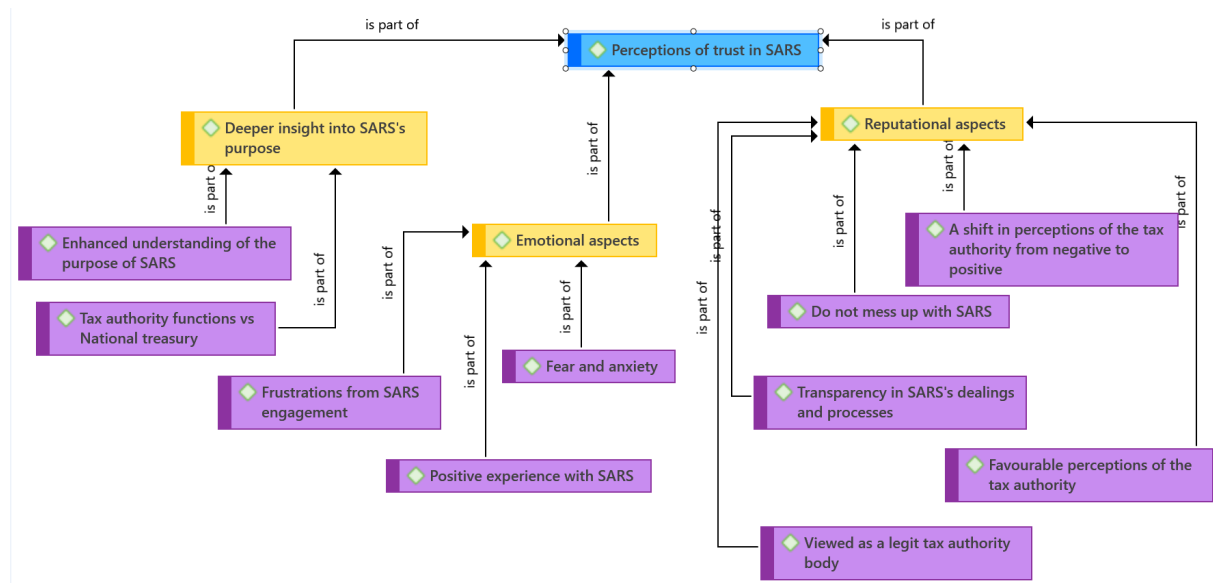 is part of
is part of
Perceptions of trust in SARS
Deeper insight into SARS's
purpose
is part of
Reputational aspects
is part of
is part of
is part of
is part of
is part of
is part of
Enhanced understanding of the
purpose of SARS
Emotional aspects
A shift in perceptions of the tax
authority from negative to
positive
is part of
is part of
is part of
is part of
is part of
Tax authority functions vs
National treasury
Do not mess up with SARS
Fear and anxiety
Frustrations from SARS
engagement
Transparency in SARS's dealings
and processes
Positive experience with SARS
Favourable perceptions of the
tax authority
Viewed as a legit tax authority
body